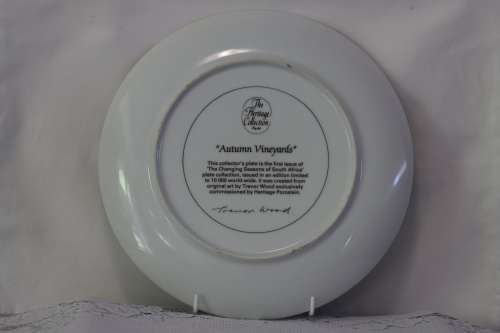 The
Heritage
Collection
"Autumn Vineyards"
This collector's plate is the first issue of
'The Changing Seasons of South Africa'
plate collection, issued in an edition limited
to 10 000 world wide. It was created from
original art by Trevor Wood exclusively
commissioned by Heritage Porcelain.
Trevor Wood